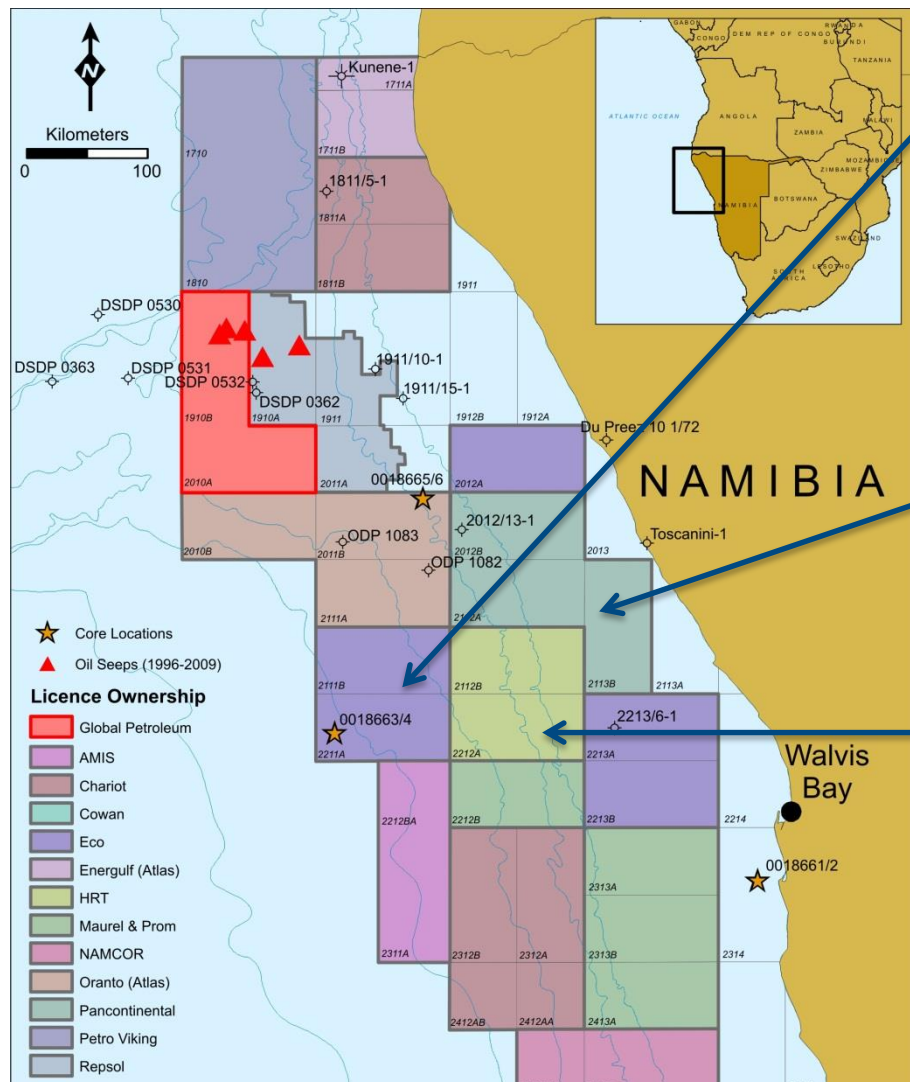 N
Kilometers
0 100
Kunene-1
1711A
1710
1711B
1811/5-1
1811A
1810
1811B
1911
DSDP 0530
DSDP 0363
DSDP 0531
DSDP 0532
DSDP 0362
1911/10-1
1911/15-1
1910B
1910A
1911
1912B
1912A
Du Preez 10 1/72
NAMIBIA
2010A
2011A
2012A
0018665/6
2012/13-1
2012B
ODP 1083
2010B
2011B
ODP 1082
2013
Toscanini-1
2111A
2112A
2111B
2112B
2113B
2113A
0018663/4
2213/6-1
2211A
2212A
2213A
Walvis
Bay
2212BA
2212B
2213B
2214
0018661/2
2313A
2311A
2312B
2312A
2313B
2314
2412AB
2412AA
2413A
Core Locations
Oil Seeps (1996-2009)
Licence Ownership
Global Petroleum
AMIS
Chariot
Cowan
Eco
Energulf (Atlas)
HRT
Maurel & Prom
NAMCOR
Oranto (Atlas)
Pancontinental
Petro Viking
Repsol
GABON
CONGO
DEM REP OF CONGO
RWANDA
BURUNDI
TANZANIA
ATLANTIC OCEAN
ANGOLA
ZAMBIA
MALAWI
MOZAMBIQUE
ZIMBABWE
NAMIBIA
BOTSWANA
SWAZILAND
LESOTHO
SOUTH
AFRICA